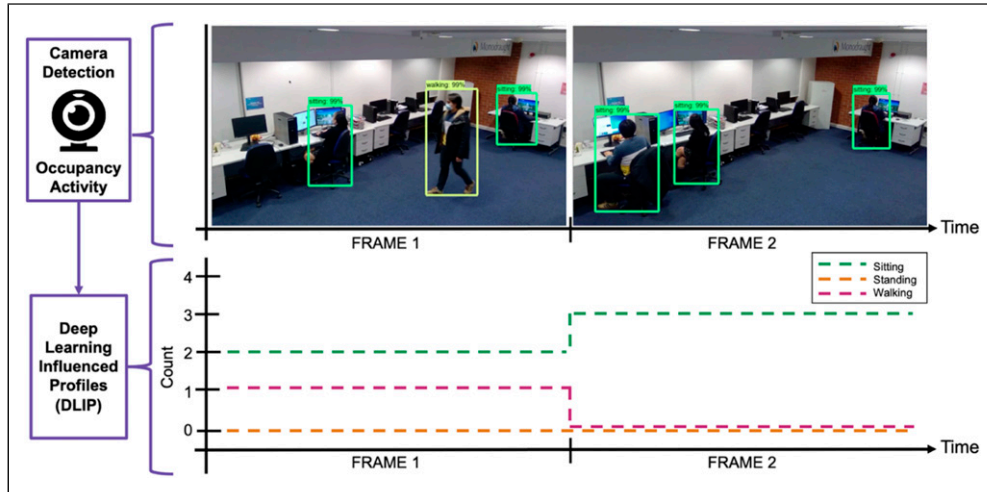 Camera
Detection
Occupancy
Activity
sitting: 99%
walking: 99%
sitting: 99%
sitting: 99%
sitting: 99%
sitting: 99%
FRAME 1
FRAME 2
Time
Deep
Learning
Influenced
Profiles
(DLIP)
Count
4
3
2
1
0
Sitting
Standing
Walking
FRAME 1
FRAME 2
Time